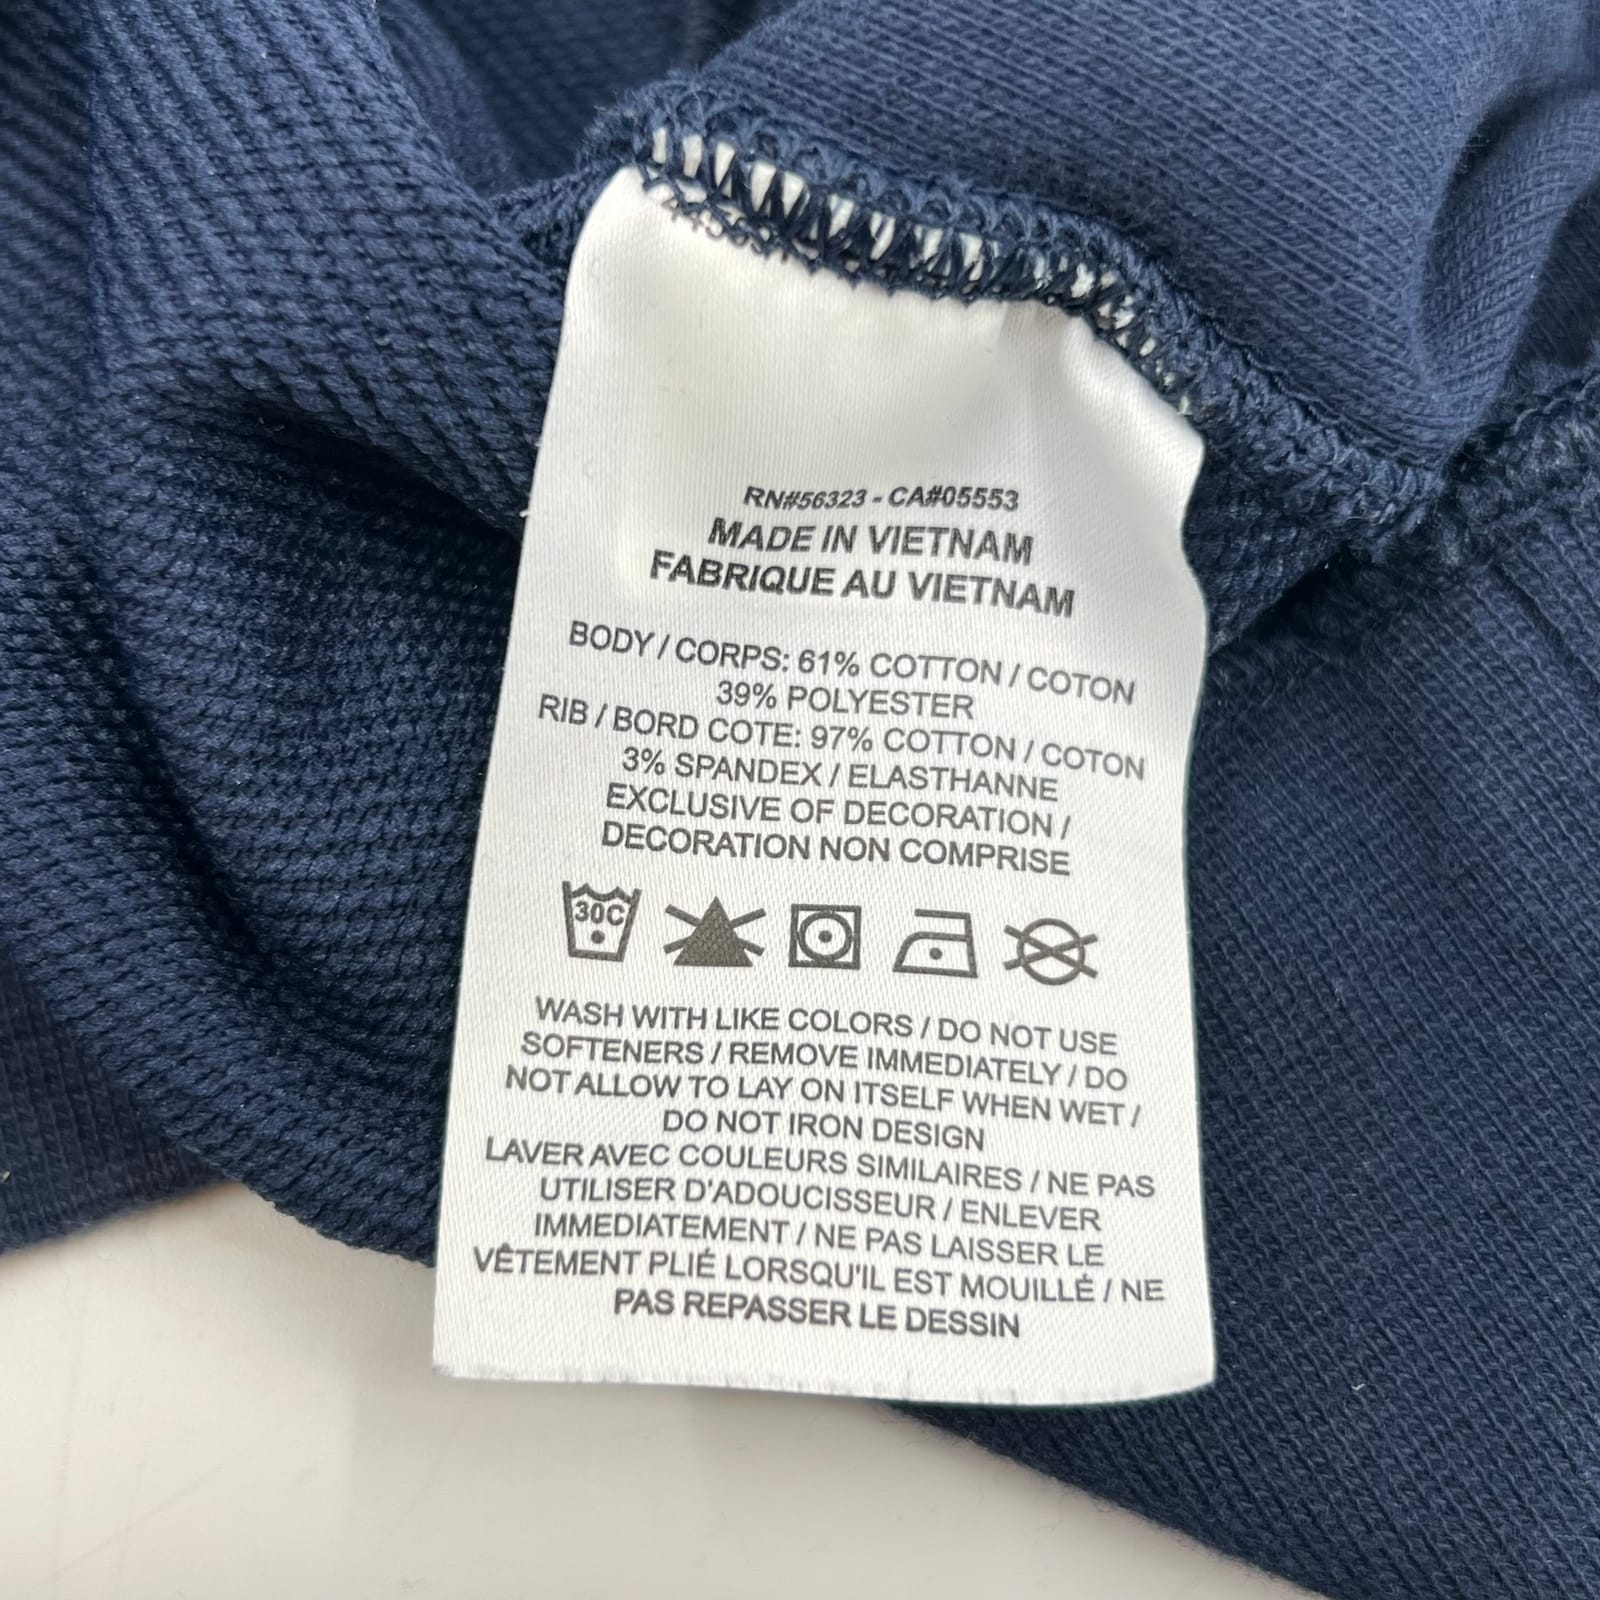 RN#56323 - CA#05553
MADE IN VIETNAM
FABRIQUE AU VIETNAM
BODY / CORPS: 61% COTTON / COTON
39% POLYESTER
RIB / BORD COTE: 97% COTTON / COTON
3% SPANDEX / ELASTHANNE
EXCLUSIVE OF DECORATION /
DECORATION NON COMPRISE
30C
WASH WITH LIKE COLORS / DO NOT USE
SOFTENERS / REMOVE IMMEDIATELY / DO
NOT ALLOW TO LAY ON ITSELF WHEN WET /
DO NOT IRON DESIGN
LAVER AVEC COULEURS SIMILAIRES / NE PAS
UTILISER D'ADOUCISSEUR / ENLEVER
IMMEDIATEMENT / NE PAS LAISSER LE
VÊTEMENT PLIÉ LORSQU'IL EST MOUILLÉ / NE
PAS REPASSER LE DESSIN